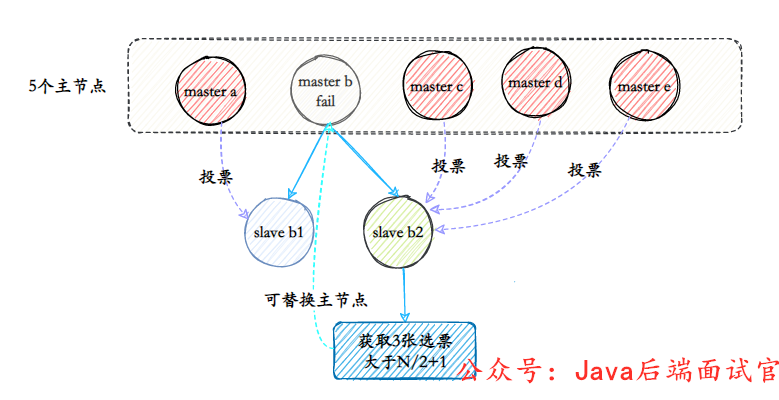 5个主节点
master a
master b
fail
master c
master d
master e
投票
投票
投票
投票
slave b1
slave b2
可替换主节点
获取3张选票
大于N/2+1
公众号：Java后端面试官